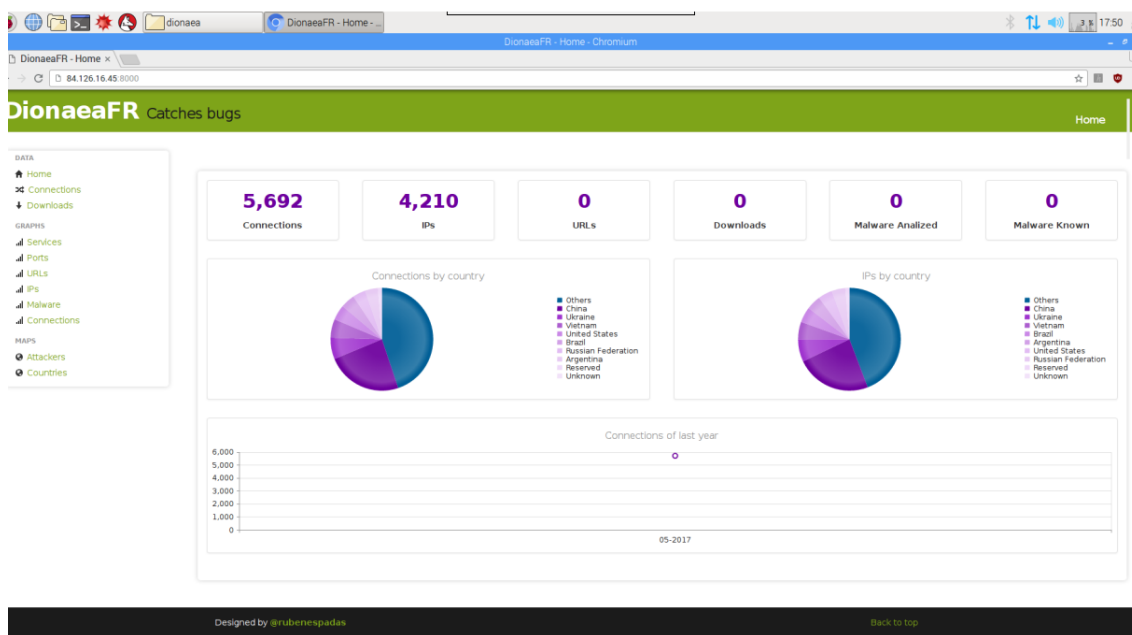 dionaea
DionaeaFR - Home - ...
3 %
17:50
DionaeaFR - Home - Chromium
DionaeaFR - Home ×
84.126.16.45:8000
DionaeaFR Catches bugs
Home
DATA
Home
Connections
Downloads
GRAPHS
Services
Ports
URLs
IPs
Malware
Connections
MAPS
Attackers
Countries
5,692
Connections
4,210
IPs
0
URLs
0
Downloads
0
Malware Analized
0
Malware Known
Connections by country
Others
China
Ukraine
Vietnam
United States
Brazil
Russian Federation
Argentina
Reserved
Unknown
IPs by country
Others
China
Ukraine
Vietnam
Brazil
Argentina
United States
Russian Federation
Reserved
Unknown
Connections of last year
6,000
5,000
4,000
3,000
2,000
1,000
0
05-2017
Designed by @rubenespadas
Back to top